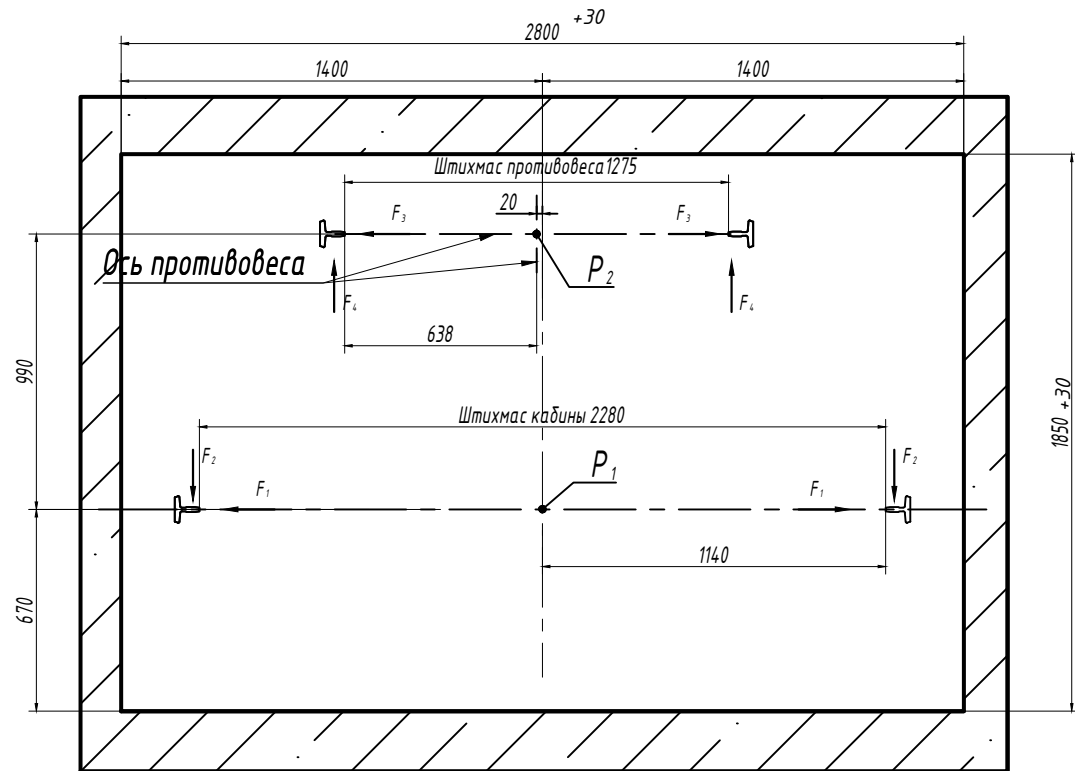 2800 +30
1400
1400
Штихмас противовеса 1275
20
F₃
F₃
Ось противовеса
P₂
F₄
F₄
638
990
1850 +30
Штихмас кабины 2280
F₂
F₂
P₁
F₁
F₁
1140
670